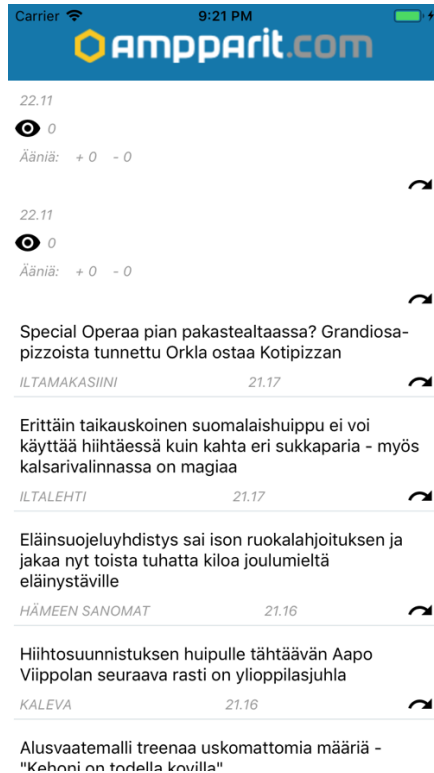 Carrier 9:21 PM
ampparit.com
22.11
0
Ääniä: + 0 - 0
22.11
0
Ääniä: + 0 - 0
Special Operaa pian pakastealtaassa? Grandiosa-
pizzoista tunnettu Orkla ostaa Kotipizzan
ILTAMAKASIINI 21.17
Erittäin taikauskoinen suomalaishuippu ei voi
käyttää hiihtäessä kuin kahta eri sukkaparia - myös
kalsarivalinnassa on magiaa
ILTALEHTI 21.17
Eläinsuojeluyhdistys sai ison ruokalahjoituksen ja
jakaa nyt toista tuhatta kiloa joulumieltä
eläinystäville
HÄMEEN SANOMAT 21.16
Hiihtosuunnistuksen huipulle tähtäävän Aapo
Viippolan seuraava rasti on ylioppilasjuhla
KALEVA 21.16
Alusvaatemalli treenaa uskomattomia määriä -
"Kehoni on todella kovilla"